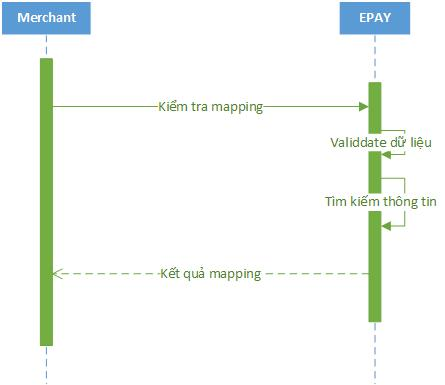 Merchant
EPAY
Kiểm tra mapping
Validdate dữ liệu
Tìm kiếm thông tin
Kết quả mapping